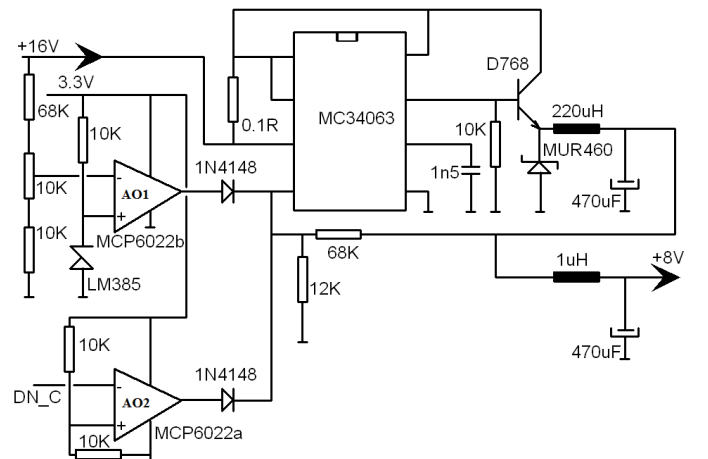 +16V
3.3V
68K
10K
10K
10K
0.1R
MC34063
D768
10K
220uH
MUR460
1n5
470uF
AO1
-
+
MCP6022b
1N4148
LM385
68K
12K
1uH
+8V
470uF
10K
DN_C
AO2
-
+
1N4148
MCP6022a
10K